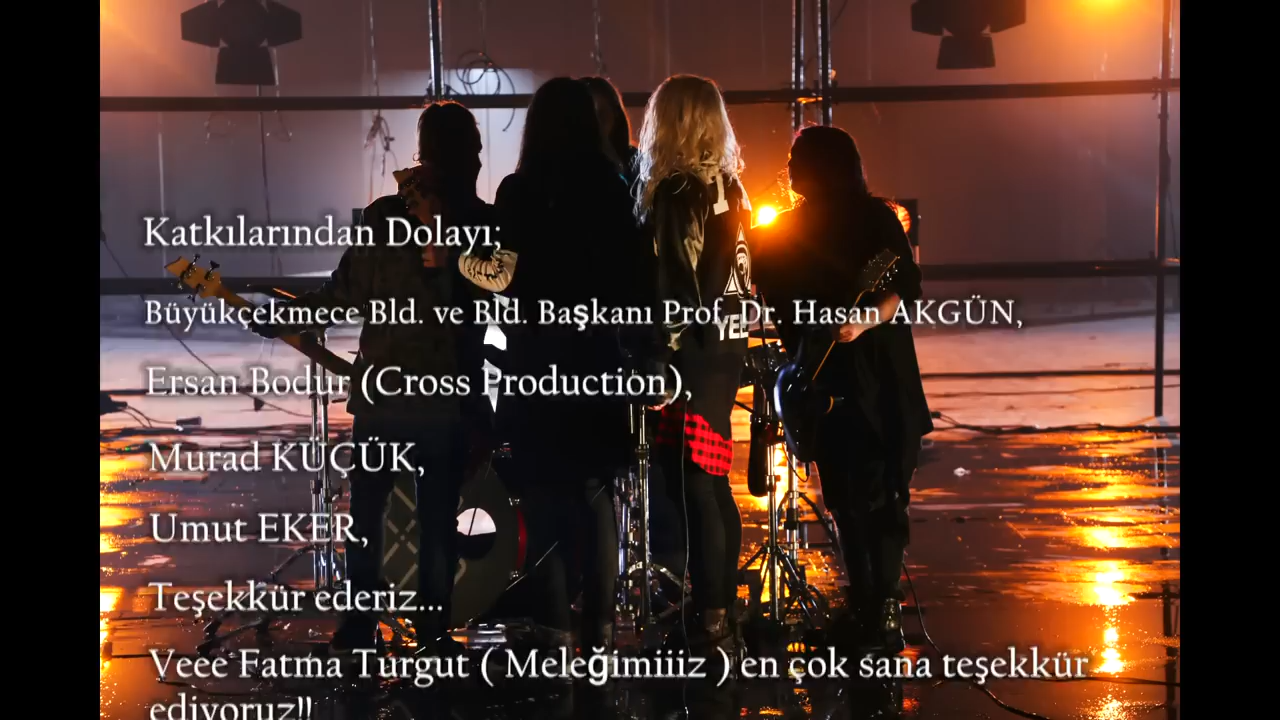 Katkılarından Dolayı;
Büyükçekmece Bld. ve Bld. Başkanı Prof. Dr. Hasan AKGÜN,
Ersan Bodur (Cross Production),
Murad KÜÇÜK,
Umut EKER,
Teşekkür ederiz...
Veee Fatma Turgut ( Meleğimiiiz ) en çok sana teşekkür
ediyoruz!!